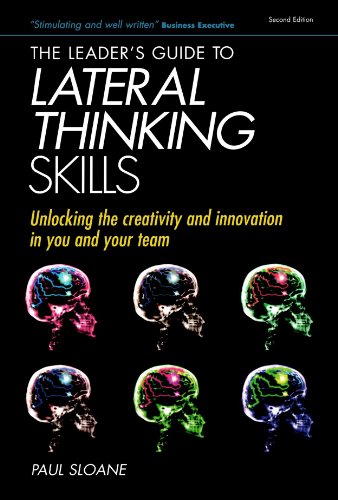 "Stimulating and well written" Business Executive
Second Edition
THE LEADER'S GUIDE TO
LATERAL
THINKING
SKILLS
Unlocking the creativity and innovation
in you and your team
PAUL SLOANE